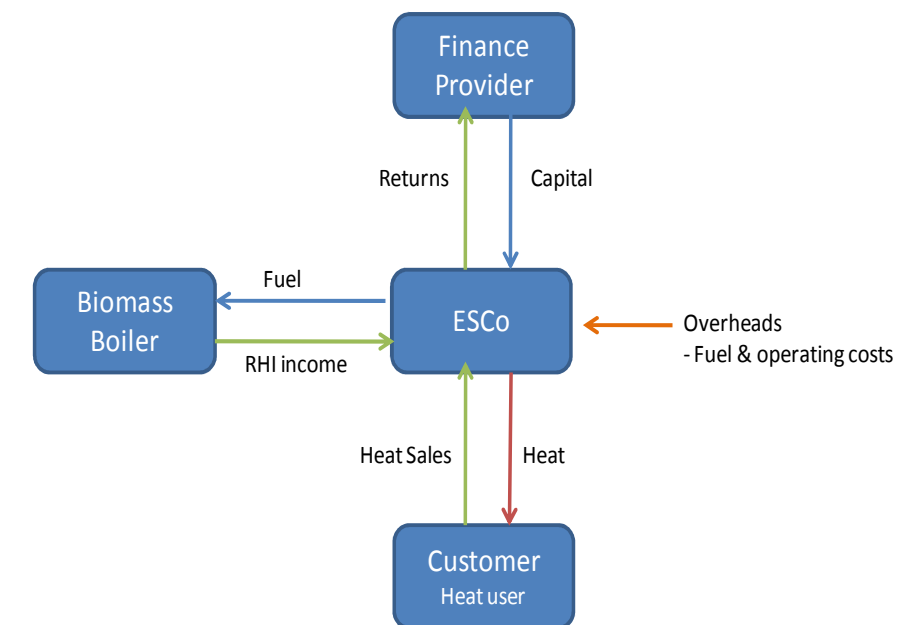 Finance
Provider
Returns
Capital
Fuel
Biomass
Boiler
ESCo
Overheads
- Fuel & operating costs
RHI income
Heat Sales
Heat
Customer
Heat user